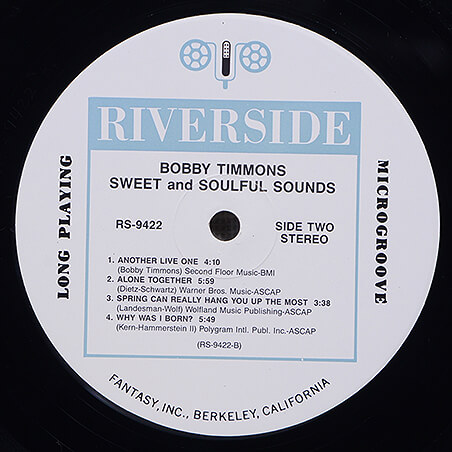 RIVERSIDE
LONG PLAYING
MICROGROOVE
BOBBY TIMMONS
SWEET and SOULFUL SOUNDS
RS-9422
SIDE TWO
STEREO
1. ANOTHER LIVE ONE 4:10
(Bobby Timmons) Second Floor Music-BMI
2. ALONE TOGETHER 5:59
(Dietz-Schwartz) Warner Bros. Music-ASCAP
3. SPRING CAN REALLY HANG YOU UP THE MOST 3:38
(Landesman-Wolf) Wolfland Music Publishing-ASCAP
4. WHY WAS I BORN? 5:49
(Kern-Hammerstein II) Polygram Intl. Publ. Inc.-ASCAP
(RS-9422-B)
FANTASY, INC., BERKELEY, CALIFORNIA